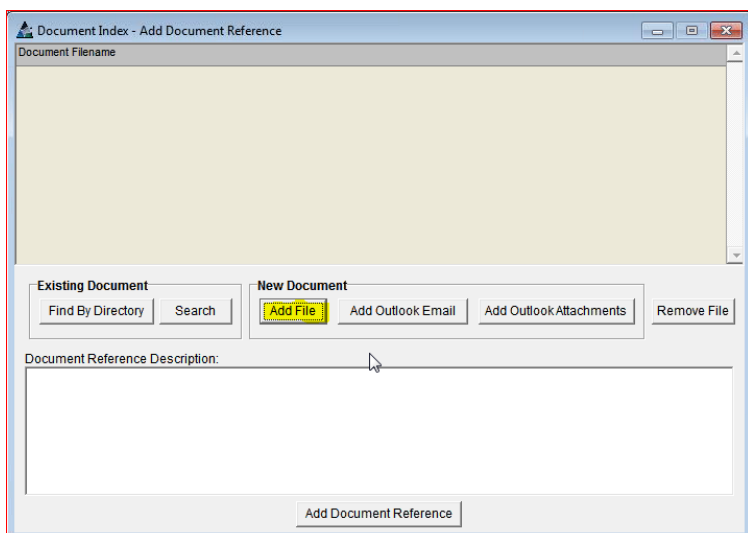 Document Index - Add Document Reference
Document Filename
Existing Document
New Document
Find By Directory
Search
Add File
Add Outlook Email
Add Outlook Attachments
Remove File
Document Reference Description:
Add Document Reference